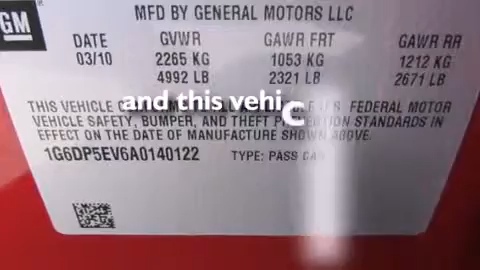 GM
MFD BY GENERAL MOTORS LLC
DATE GVWR GAWR FRT GAWR RR
03/10 2265 KG 1053 KG 1212 KG
4992 LB 2321 LB 2671 LB
and this vehic
THIS VEHICLE U.S. FEDERAL MOTOR
VEHICLE SAFETY, BUMPER, AND THEFT STANDARDS IN
EFFECT ON THE DATE OF MANUFACTURE SHOWN ABOVE.
1G6DP5EV6A0140122 TYPE: PASS CAR